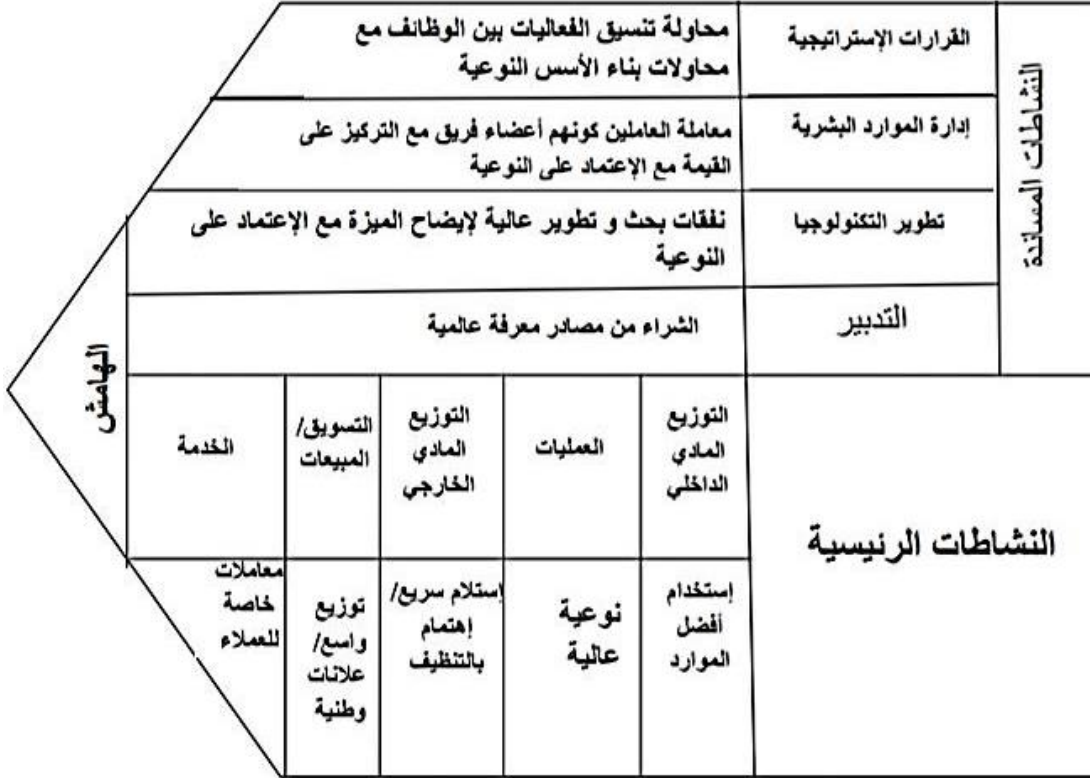 النشاطات المساندة
القرارات الإستراتيجية
محاولة تنسيق الفعاليات بين الوظائف مع
محاولات بناء الأسس النوعية
إدارة الموارد البشرية
معاملة العاملين كونهم أعضاء فريق مع التركيز على
القيمة مع الإعتماد على النوعية
تطوير التكنولوجيا
نفقات بحث و تطوير عالية لإيضاح الميزة مع الإعتماد على
النوعية
التدبير
الشراء من مصادر معرفة عالمية
الهامش
النشاطات الرئيسية
التوزيع
المادي
الداخلي
العمليات
التوزيع
المادي
الخارجي
التسويق/
المبيعات
الخدمة
إستخدام
أفضل
الموارد
نوعية
عالية
إستلام سريع/
إهتمام
بالتنظيف
توزيع
واسع/
علانات
وطنية
معاملات
خاصة
للعملاء